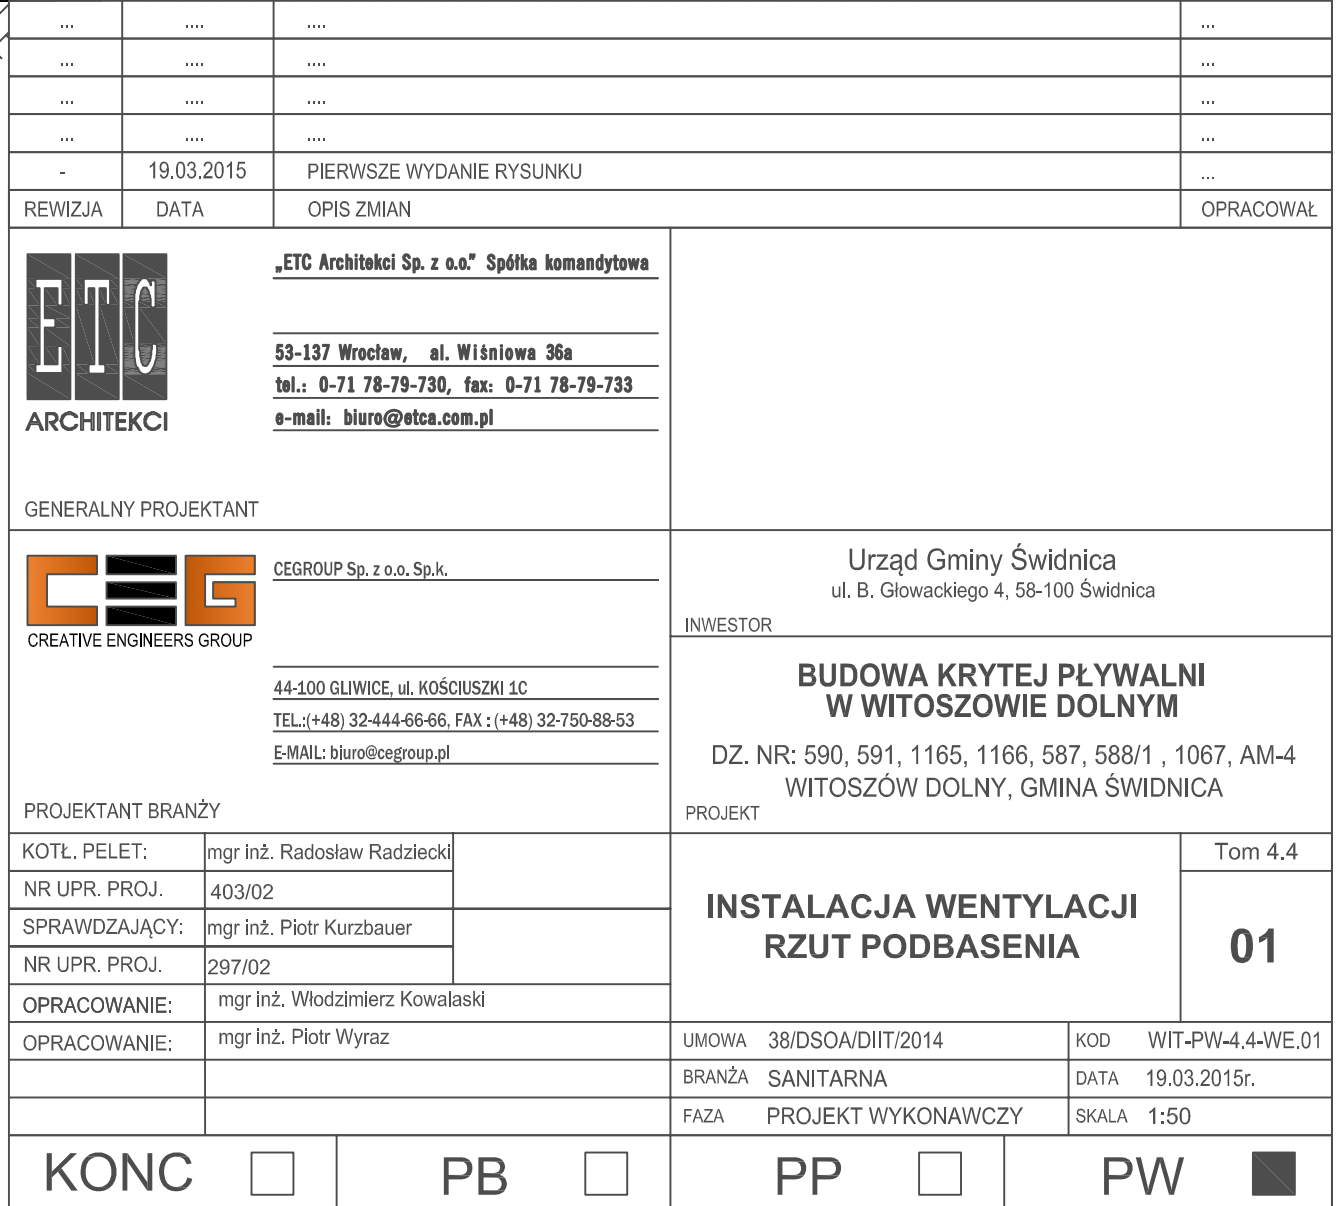 ... .... .... ...
... .... .... ...
... .... .... ...
... .... .... ...
- 19.03.2015 PIERWSZE WYDANIE RYSUNKU ...
REWIZJA DATA OPIS ZMIAN OPRACOWAŁ
ETC
ARCHITEKCI
„ETC Architekci Sp. z o.o.” Spółka komandytowa
53-137 Wrocław, al. Wiśniowa 36a
tel.: 0-71 78-79-730, fax: 0-71 78-79-733
e-mail: biuro@etca.com.pl
GENERALNY PROJEKTANT
CEG
CREATIVE ENGINEERS GROUP
CEGROUP Sp. z o.o. Sp.k.
44-100 GLIWICE, ul. KOŚCIUSZKI 1C
TEL.:(+48) 32-444-66-66, FAX : (+48) 32-750-88-53
E-MAIL: biuro@cegroup.pl
PROJEKTANT BRANŻY
Urząd Gminy Świdnica
ul. B. Głowackiego 4, 58-100 Świdnica
INWESTOR
BUDOWA KRYTEJ PŁYWALNI
W WITOSZOWIE DOLNYM
DZ. NR: 590, 591, 1165, 1166, 587, 588/1 , 1067, AM-4
WITOSZÓW DOLNY, GMINA ŚWIDNICA
PROJEKT
KOTŁ. PELET: mgr inż. Radosław Radziecki
NR UPR. PROJ. 403/02
SPRAWDZAJĄCY: mgr inż. Piotr Kurzbauer
NR UPR. PROJ. 297/02
OPRACOWANIE: mgr inż. Włodzimierz Kowalaski
OPRACOWANIE: mgr inż. Piotr Wyraz
INSTALACJA WENTYLACJI
RZUT PODBASENIA
Tom 4.4
01
UMOWA 38/DSOA/DIIT/2014 KOD WIT-PW-4.4-WE.01
BRANŻA SANITARNA DATA 19.03.2015r.
FAZA PROJEKT WYKONAWCZY SKALA 1:50
KONC PB PP PW